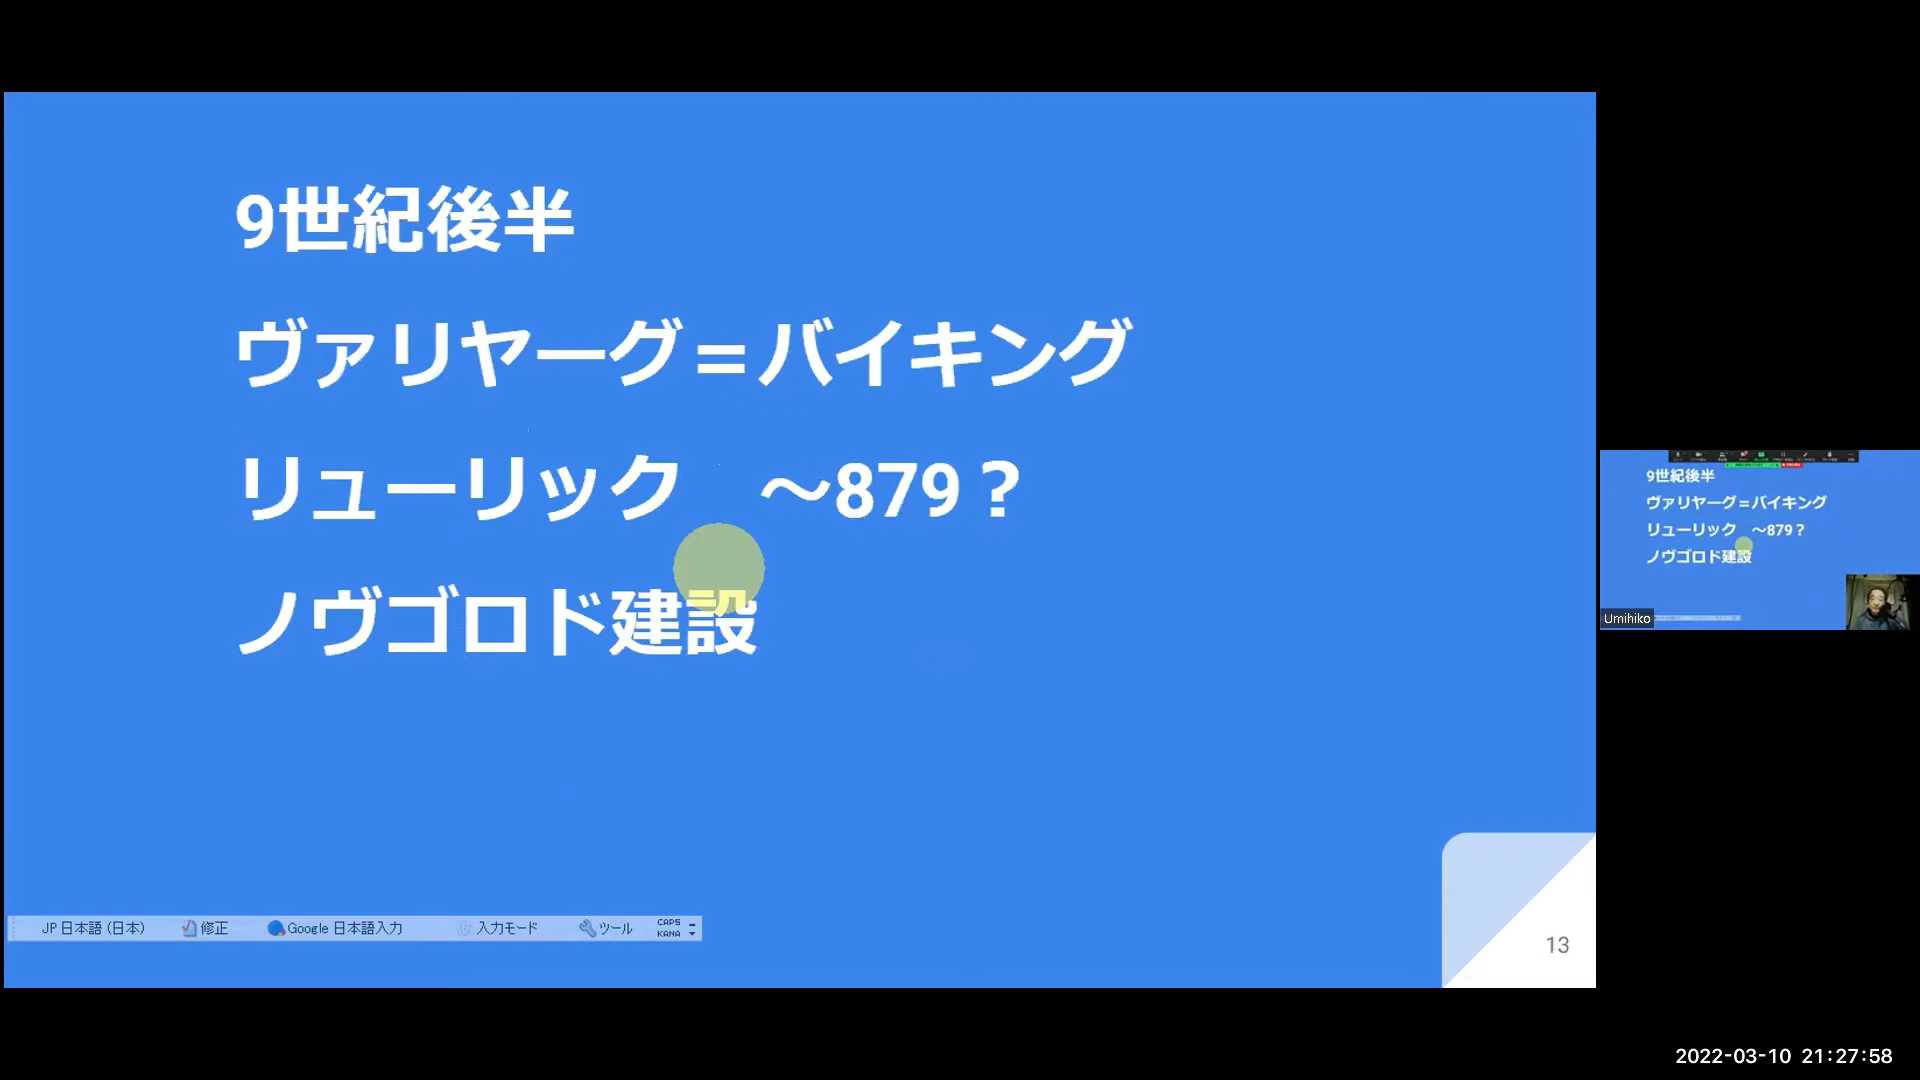 9世紀後半
ヴァリヤーグ＝バイキング
リューリック　～879？
ノヴゴロド建設
JP 日本語 (日本) 修正 Google 日本語入力 入力モード ツール CAPS KANA
13
9世紀後半
ヴァリヤーグ＝バイキング
リューリック　～879？
ノヴゴロド建設
Umihiko
2022-03-10 21:27:58